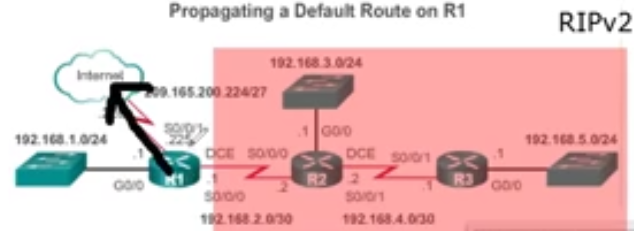 Propagating a Default Route on R1
RIPv2
192.168.3.0/24
Internet
209.165.200.224/27
192.168.1.0/24
S0/0/1
.225
.1
G0/0
192.168.5.0/24
.1
DCE
S0/0/0
DCE
S0/0/1
.1
R1
R2
R3
G0/0
.1
.2
.2
.1
G0/0
S0/0/0
S0/0/1
192.168.2.0/30
192.168.4.0/30